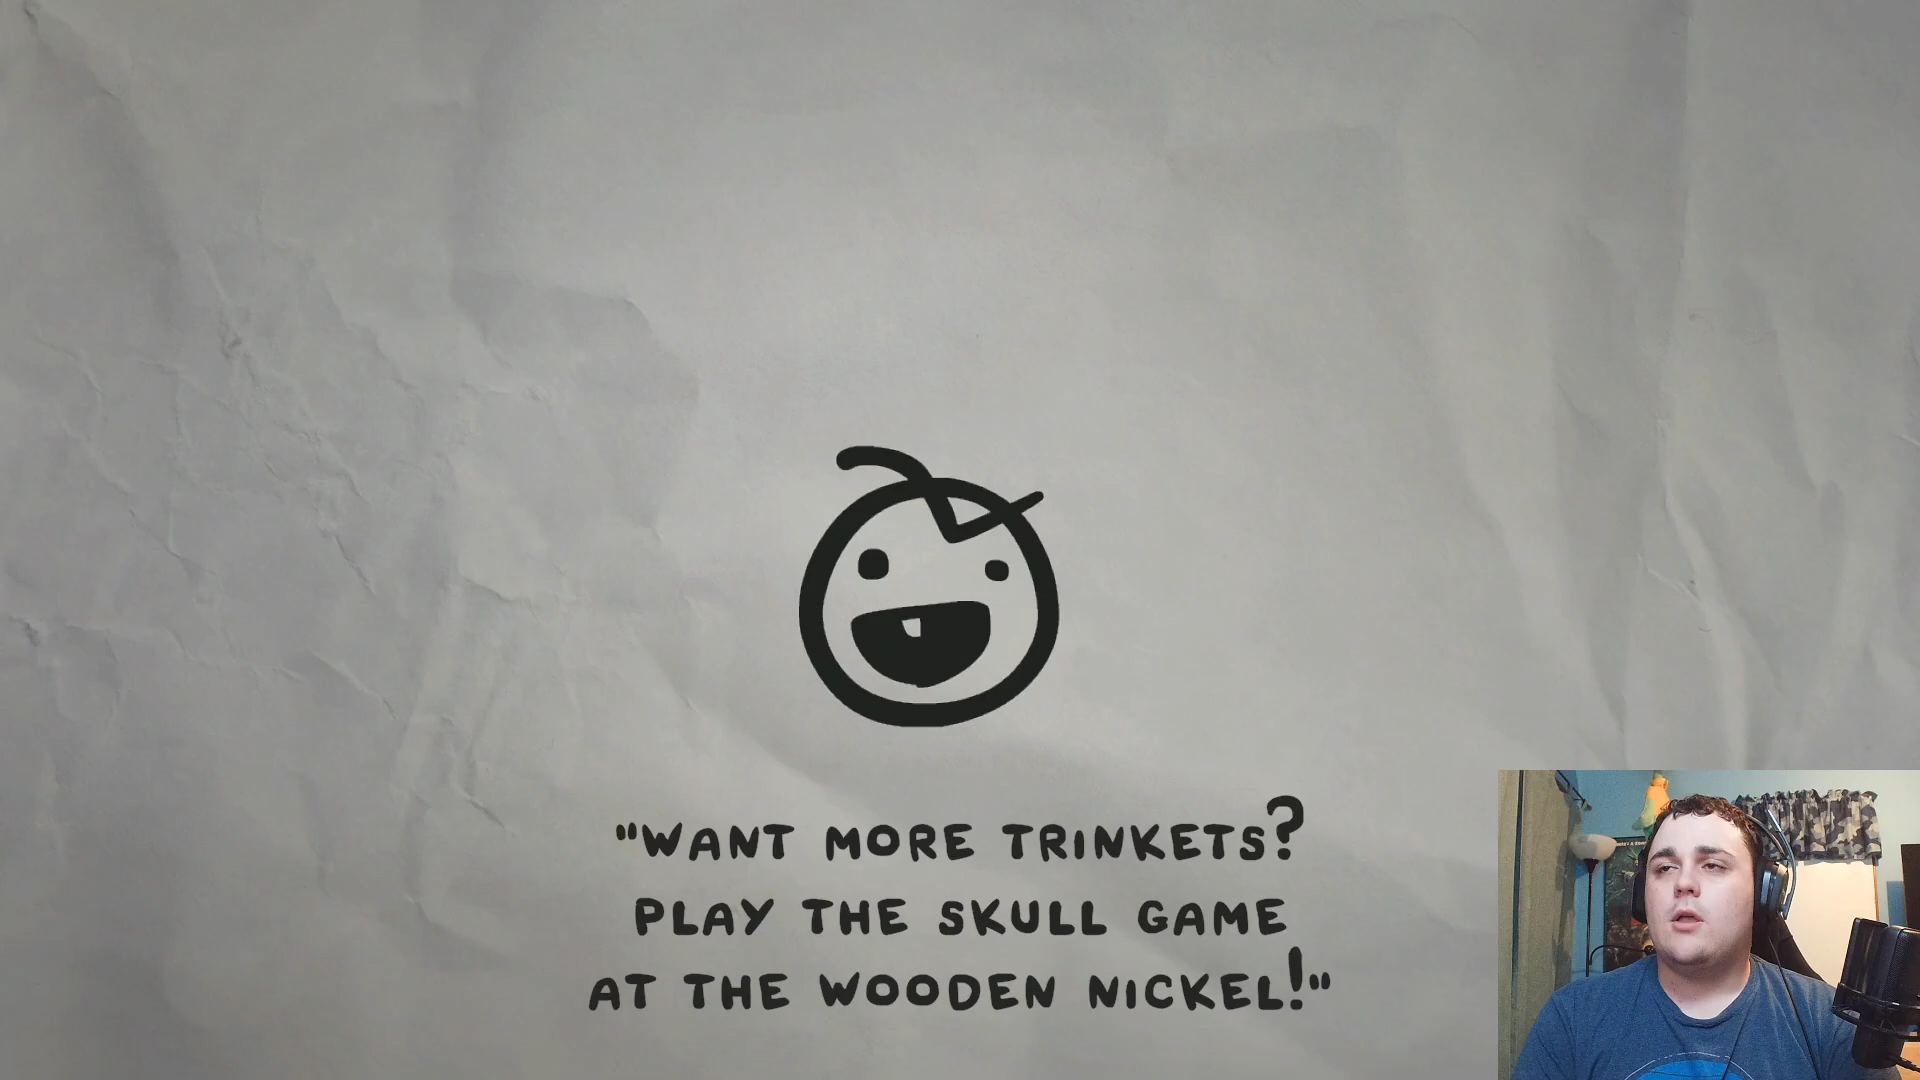 "WANT MORE TRINKETS?
PLAY THE SKULL GAME
AT THE WOODEN NICKEL!"